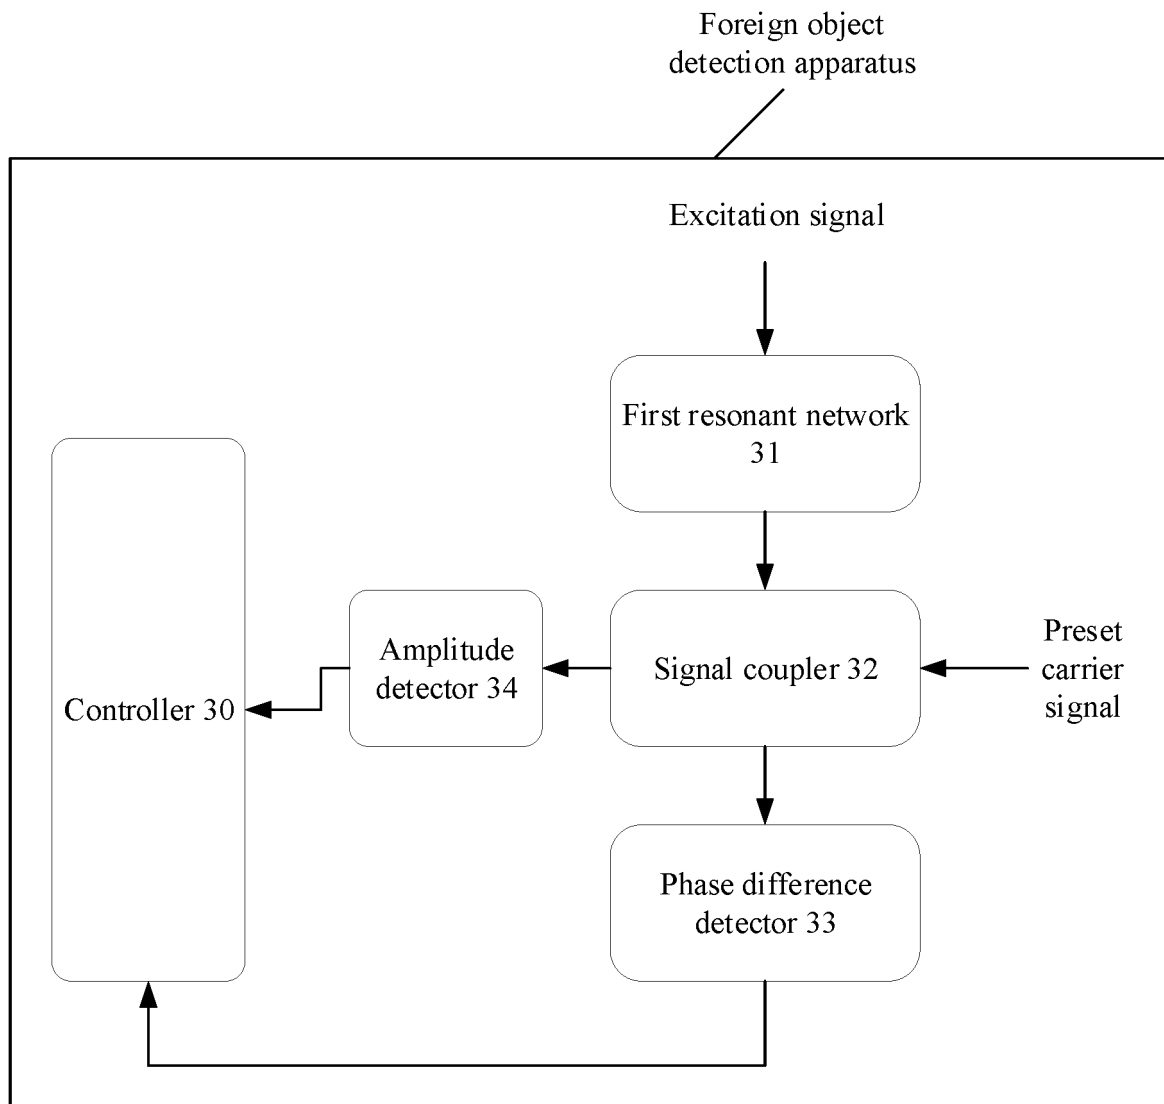 Foreign object
detection apparatus
Excitation signal
First resonant network
31
Controller 30
Amplitude
detector 34
Signal coupler 32
Preset
carrier
signal
Phase difference
detector 33